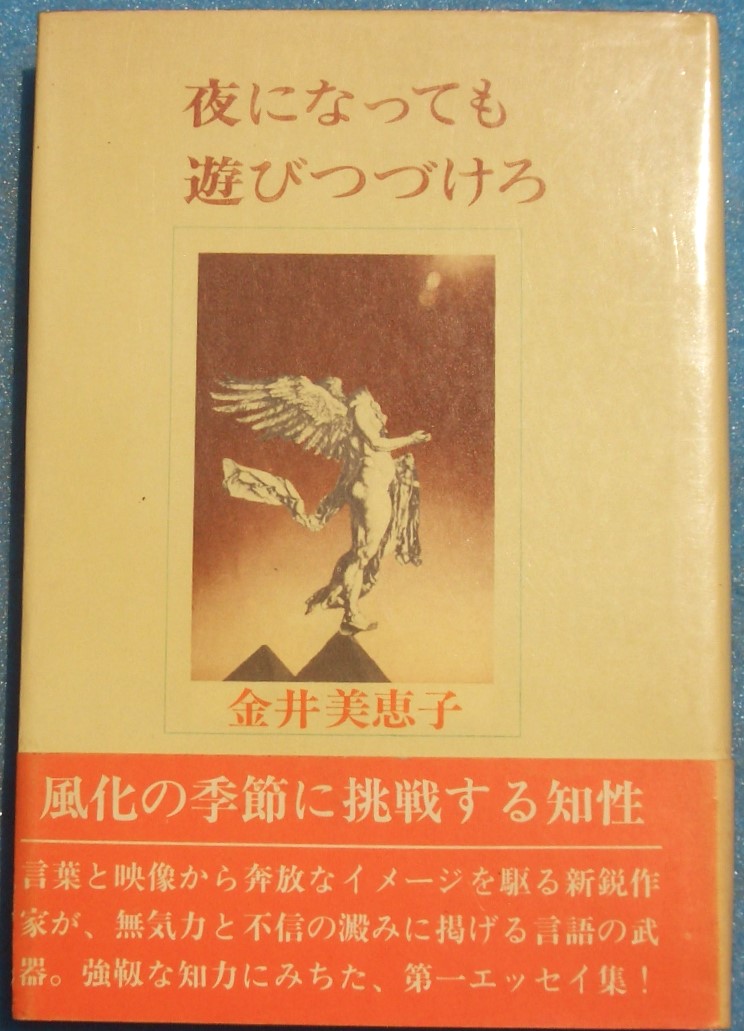 夜になっても
遊びつづけろ
金井美恵子
風化の季節に挑戦する知性
言葉と映像から奔放なイメージを駆る新鋭作
家が、無気力と不信の澱みに掲げる言語の武
器。強靱な知力にみちた、第一エッセイ集！